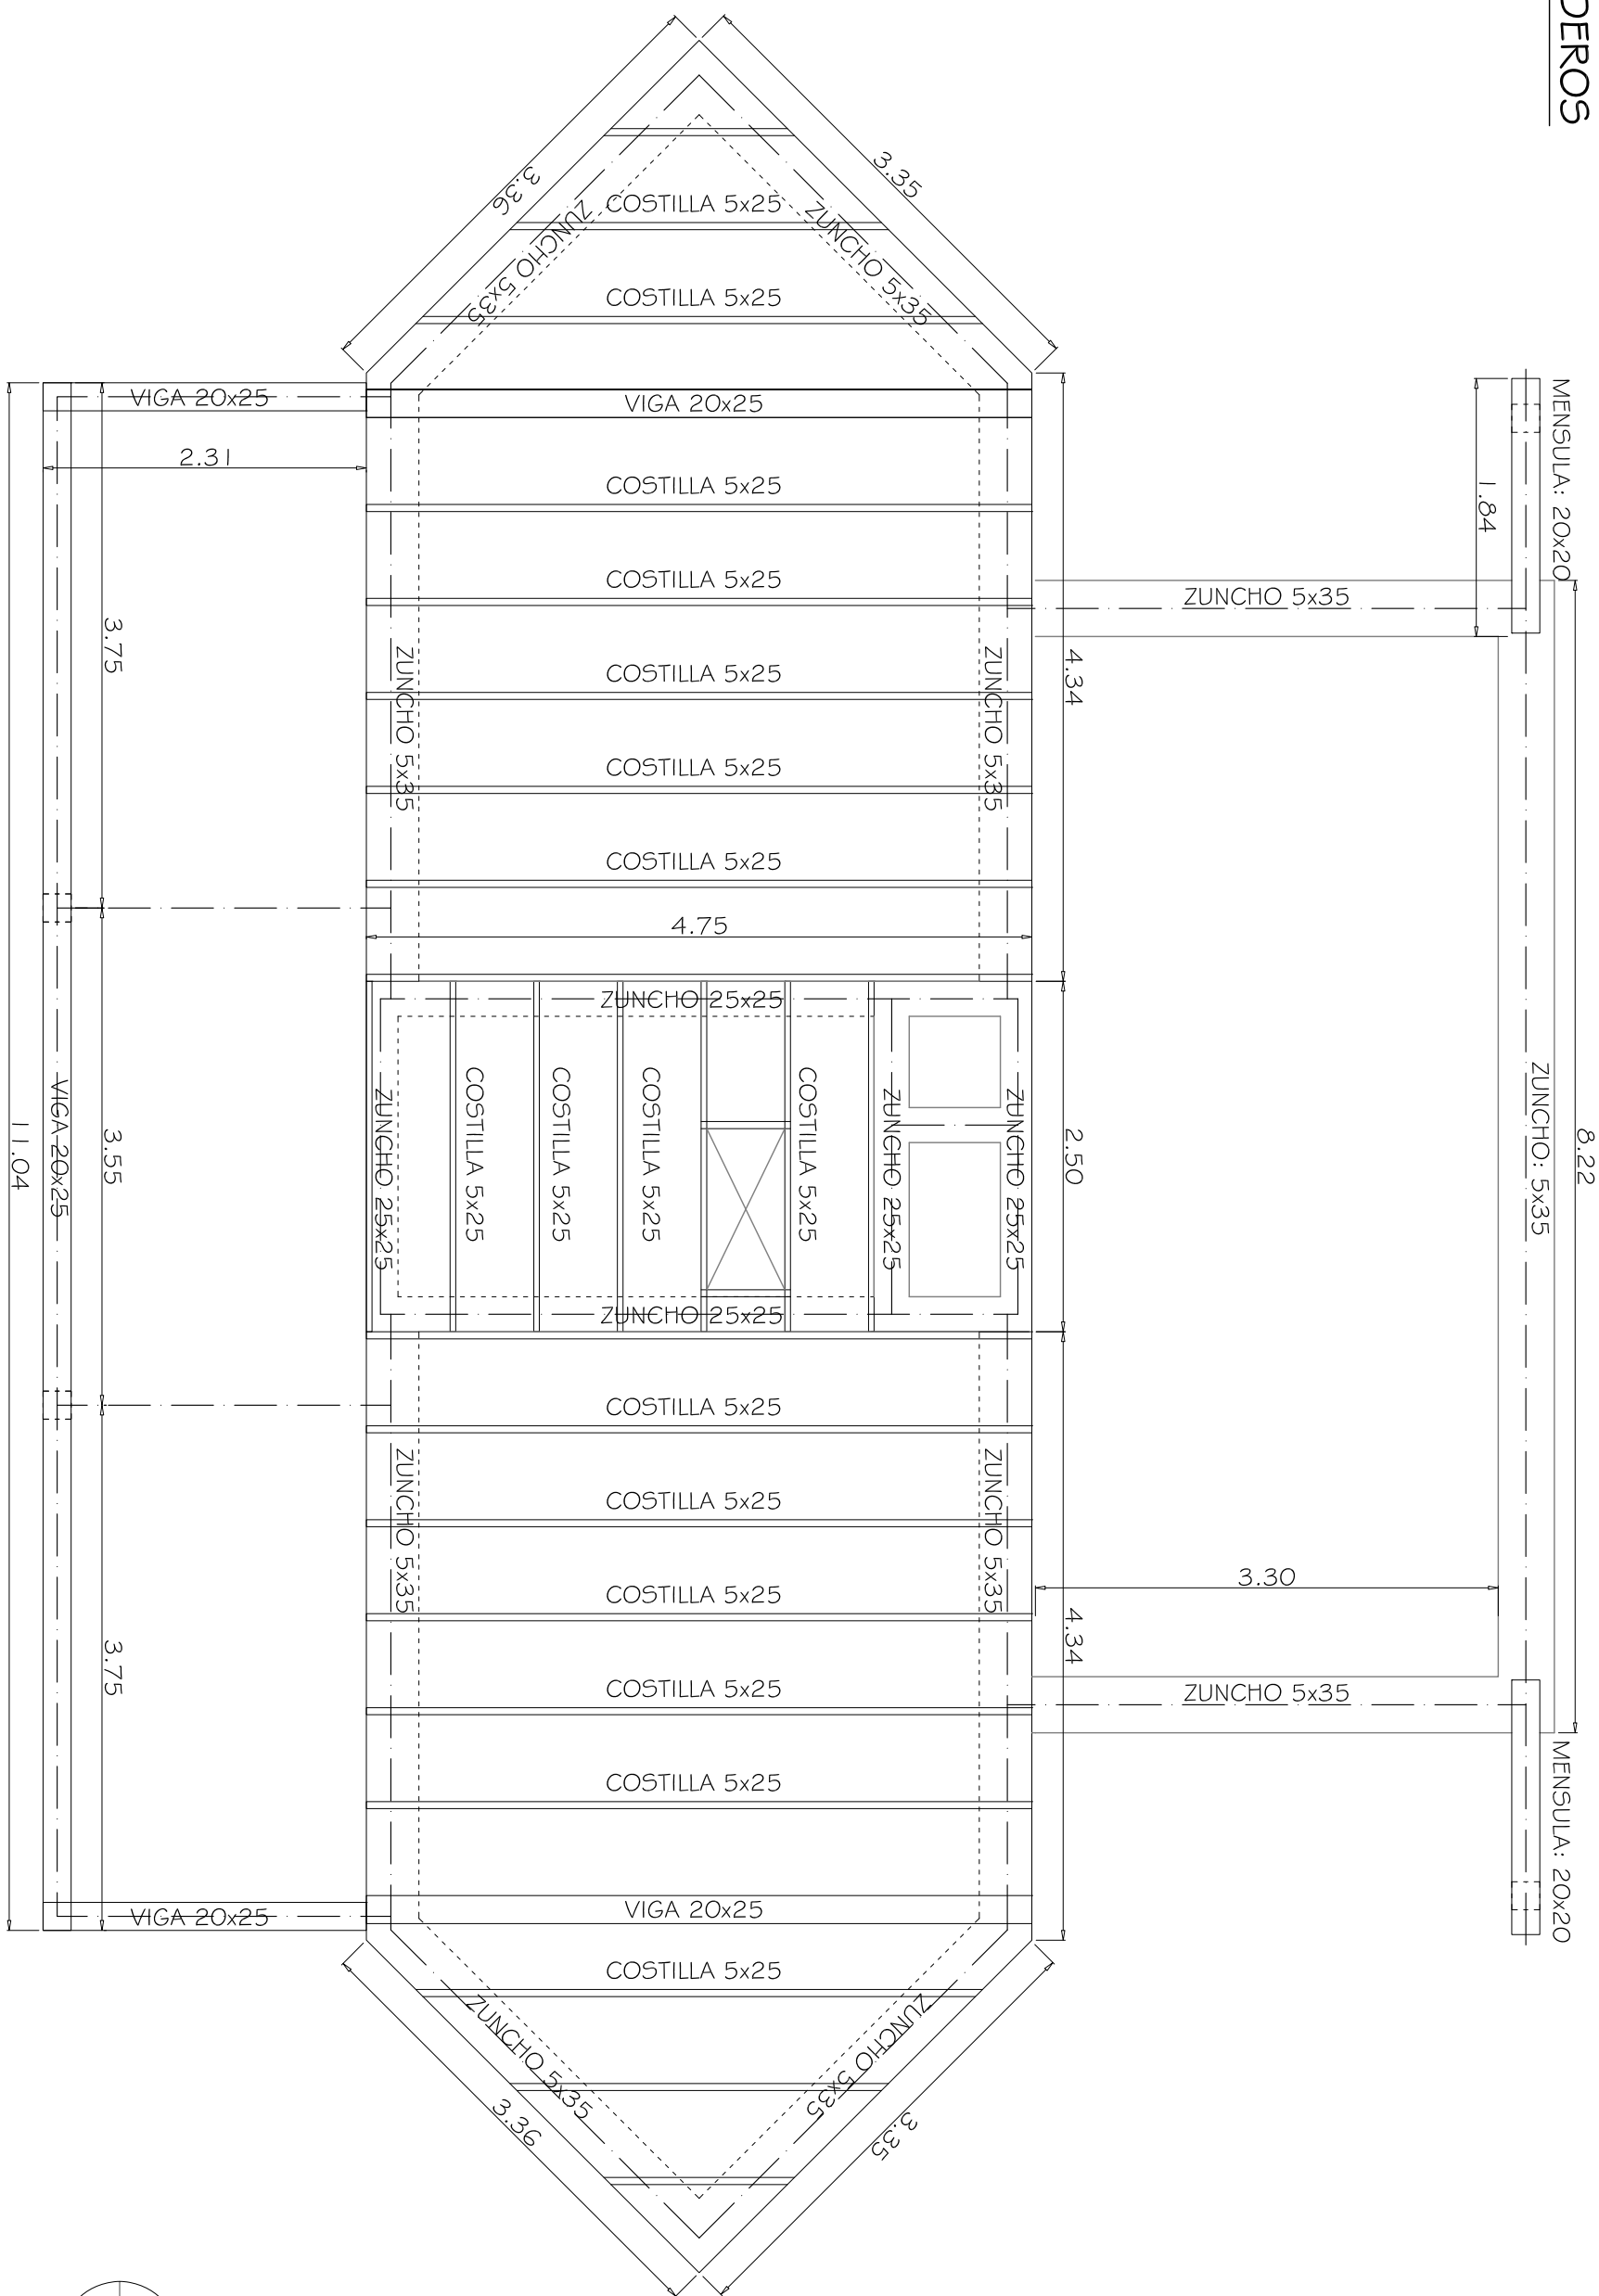 DEROS
3.35
3.36
COSTILLA 5x25
ZUNCHO 5x35
ZUNCHO 5x35
COSTILLA 5x25
VIGA 20x25
VIGA 20x25
MENSULA: 20x20
2.31
COSTILLA 5x25
1.84
COSTILLA 5x25
ZUNCHO 5x35
3.75
COSTILLA 5x25
ZUNCHO 5x35
ZUNCHO 5x35
4.34
COSTILLA 5x25
COSTILLA 5x25
4.75
ZUNCHO 25x25
VIGA 20x25
11.04
3.55
ZUNCHO 25x25
COSTILLA 5x25
COSTILLA 5x25
COSTILLA 5x25
COSTILLA 5x25
ZUNCHO 25x25
ZUNCHO 25x25
2.50
ZUNCHO: 5x35
8.22
ZUNCHO 25x25
COSTILLA 5x25
ZUNCHO 5x35
ZUNCHO 5x35
COSTILLA 5x25
COSTILLA 5x25
3.30
4.34
3.75
COSTILLA 5x25
ZUNCHO 5x35
COSTILLA 5x25
MENSULA: 20x20
VIGA 20x25
VIGA 20x25
COSTILLA 5x25
ZUNCHO 5x35
ZUNCHO 5x35
3.36
3.35